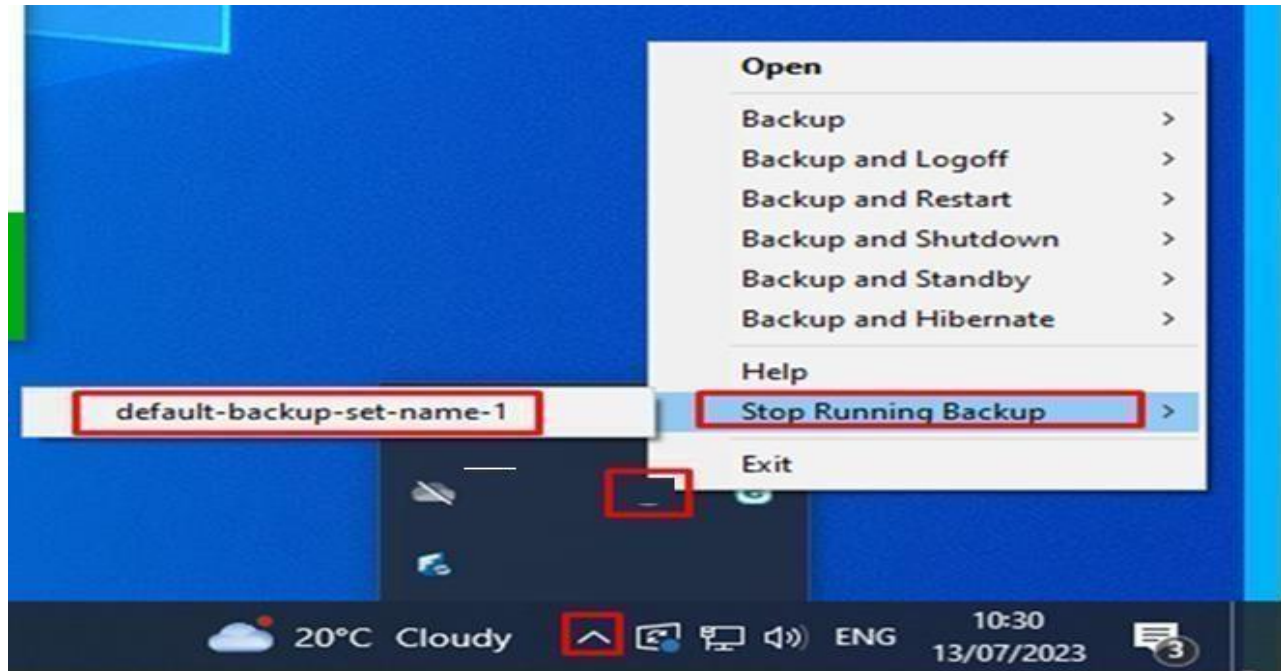 Open
Backup
Backup and Logoff
Backup and Restart
Backup and Shutdown
Backup and Standby
Backup and Hibernate
Help
default-backup-set-name-1 Stop Running Backup
Exit
20°C Cloudy ENG 10:30
13/07/2023
3